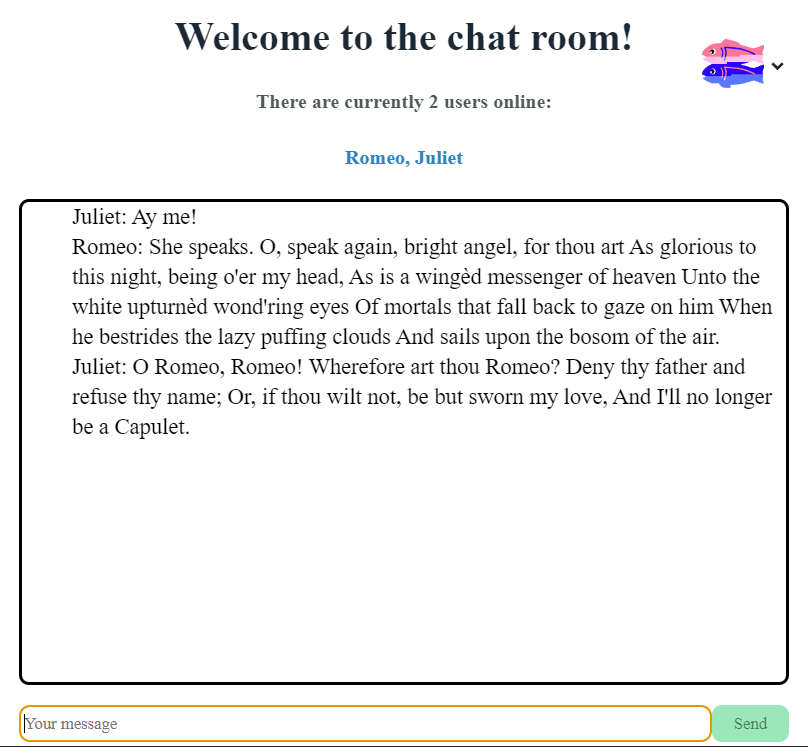 Welcome to the chat room!
There are currently 2 users online:
Romeo, Juliet
Juliet: Ay me!
Romeo: She speaks. O, speak again, bright angel, for thou art As glorious to
this night, being o'er my head, As is a wingèd messenger of heaven Unto the
white upturnèd wond'ring eyes Of mortals that fall back to gaze on him When
he bestrides the lazy puffing clouds And sails upon the bosom of the air.
Juliet: O Romeo, Romeo! Wherefore art thou Romeo? Deny thy father and
refuse thy name; Or, if thou wilt not, be but sworn my love, And I'll no longer
be a Capulet.
Your message
Send